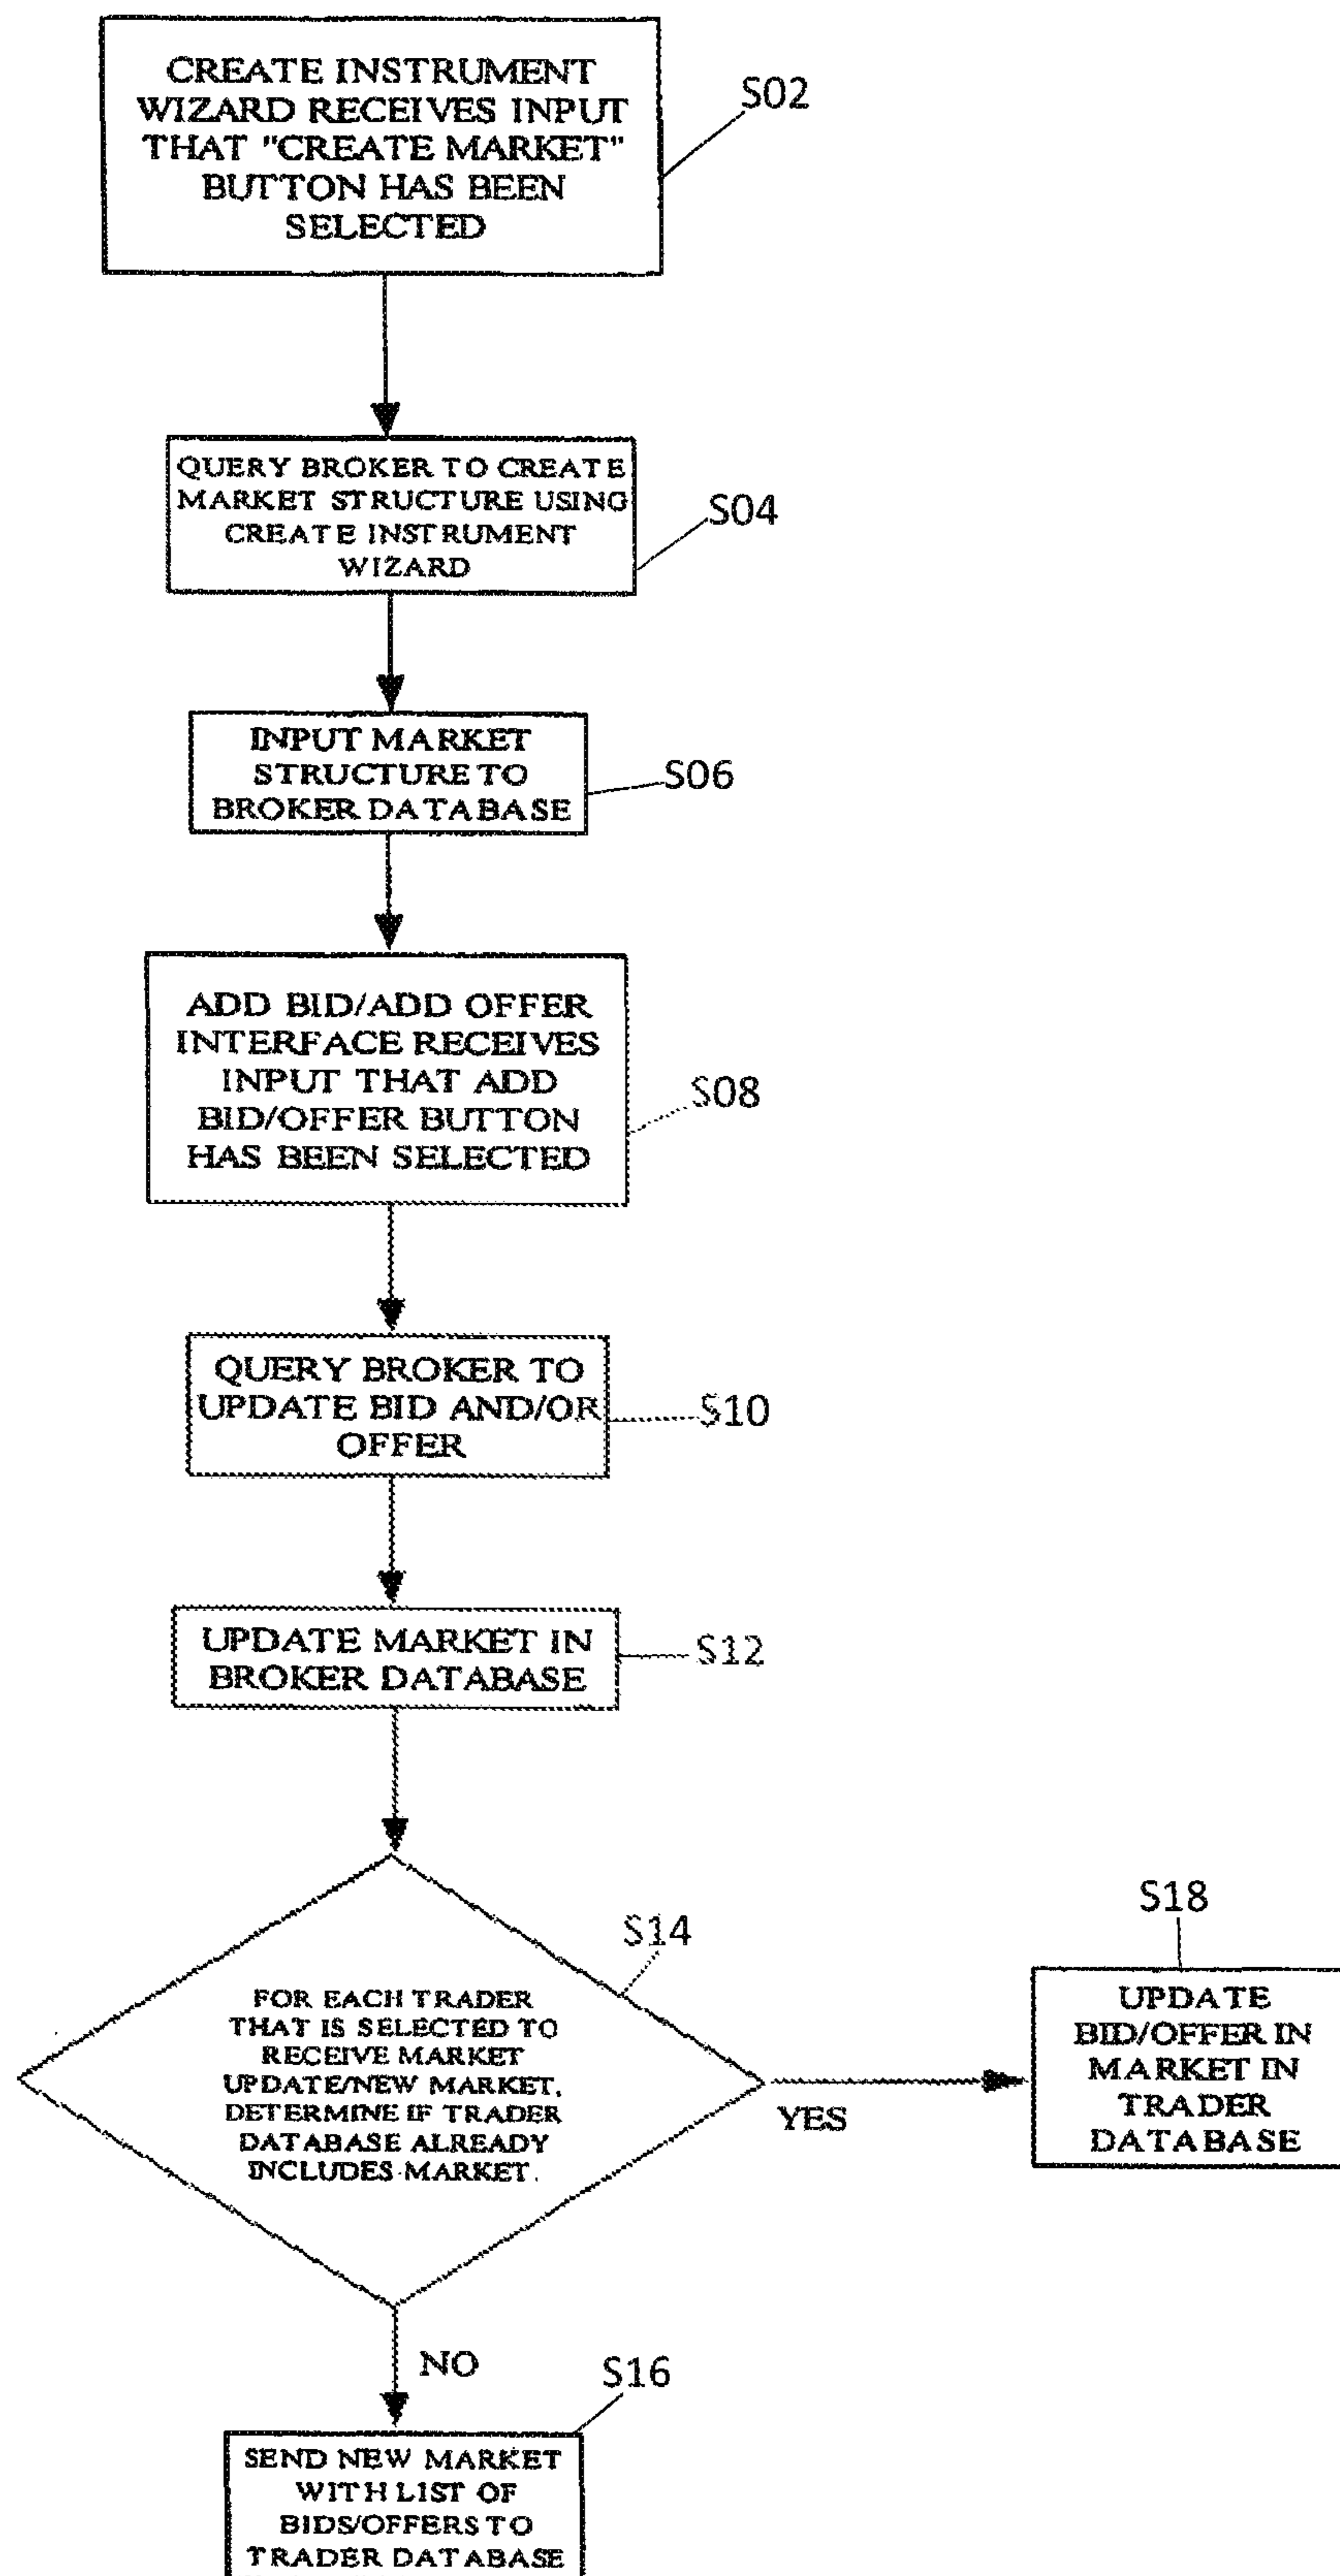 CREATE INSTRUMENT
WIZARD RECEIVES INPUT
THAT "CREATE MARKET"
BUTTON HAS BEEN
SELECTED
S02
QUERY BROKER TO CREATE
MARKET STRUCTURE USING
CREATE INSTRUMENT
WIZARD
S04
INPUT MARKET
STRUCTURE TO
BROKER DATABASE
S06
ADD BID/ADD OFFER
INTERFACE RECEIVES
INPUT THAT ADD
BID/OFFER BUTTON
HAS BEEN SELECTED
S08
QUERY BROKER TO
UPDATE BID AND/OR
OFFER
S10
UPDATE MARKET IN
BROKER DATABASE
S12
S14
FOR EACH TRADER
THAT IS SELECTED TO
RECEIVE MARKET
UPDATE/NEW MARKET,
DETERMINE IF TRADER
DATABASE ALREADY
INCLUDES MARKET.
YES
S18
UPDATE
BID/OFFER IN
MARKET IN
TRADER
DATABASE
NO
S16
SEND NEW MARKET
WITH LIST OF
BIDS/OFFERS TO
TRADER DATABASE